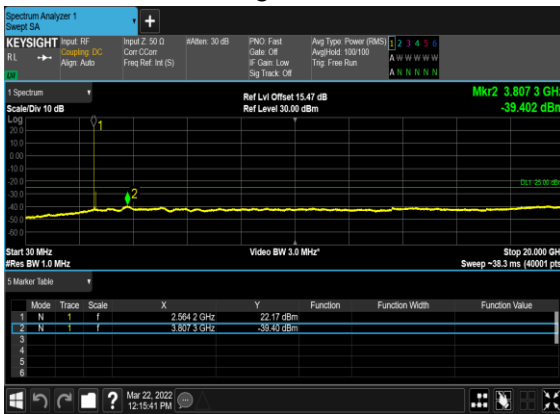 Spectrum Analyzer 1
Swept SA
KEYSIGHT Input: RF Input Z: 50 Ω #Atten: 30 dB PNO: Fast Avg Type: Power (RMS) 1 2 3 4 5 6
RL Coupling: DC Corr CCorr Gate: Off Avg|Hold: 100/100 A W W W W W
Align: Auto Freq Ref: Int (S) IF Gain: Low Trig: Free Run
Sig Track: Off A N N N N N
1 Spectrum Ref Lvl Offset 15.47 dB Mkr2 3.807 3 GHz
Scale/Div 10 dB Ref Level 30.00 dBm -39.402 dBm
Log
20.0
1
10.0
0.00
-10.0
-20.0 DL1 -25.00 dBm
-30.0
2
-40.0
-50.0
-60.0
Start 30 MHz Video BW 3.0 MHz* Stop 20.000 GHz
#Res BW 1.0 MHz Sweep ~38.3 ms (40001 pts)
5 Marker Table
Mode Trace Scale X Y Function Function Width Function Value
1 N 1 f 2.564 2 GHz 22.17 dBm
2 N 1 f 3.807 3 GHz -39.40 dBm
3
4
5
6
? Mar 22, 2022
12:15:41 PM